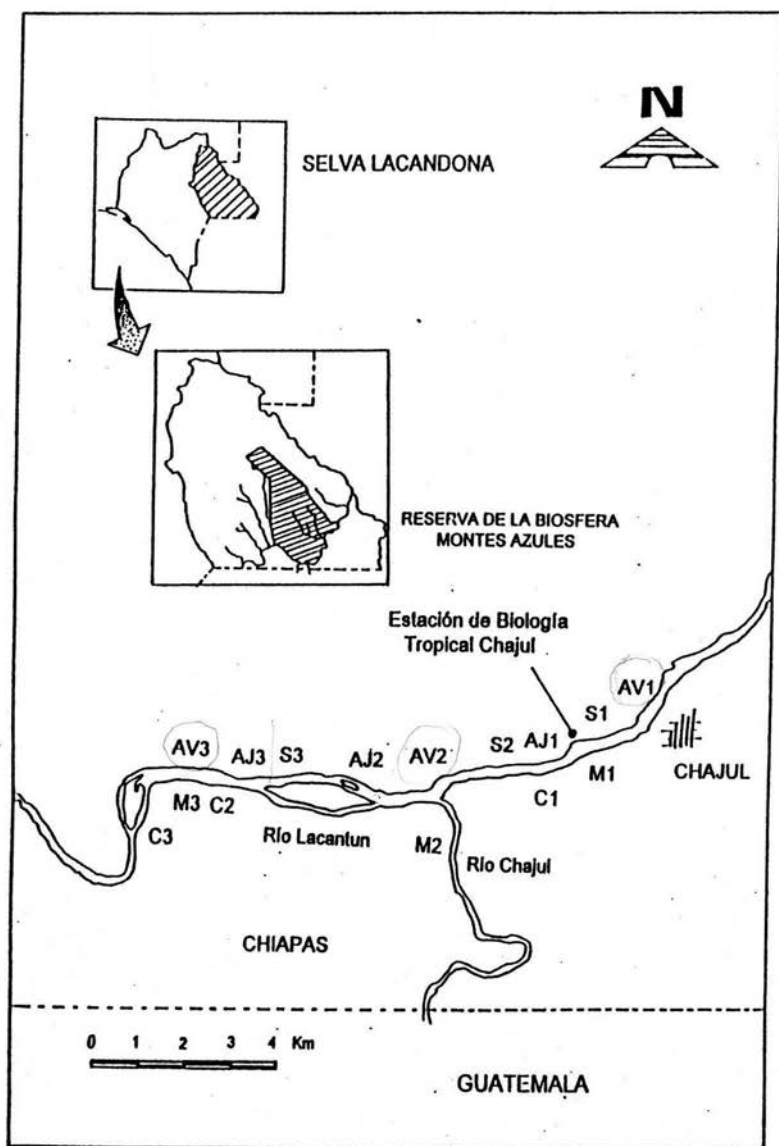 N
SELVA LACANDONA
RESERVA DE LA BIOSFERA
MONTES AZULES
Estación de Biología
Tropical Chajul
AV1
S1
AV3
AJ3
S3
AJ2
AV2
S2
AJ1
M1
CHAJUL
M3
C2
C1
C3
Río Lacantun
M2
Río Chajul
CHIAPAS
0 1 2 3 4 Km
GUATEMALA